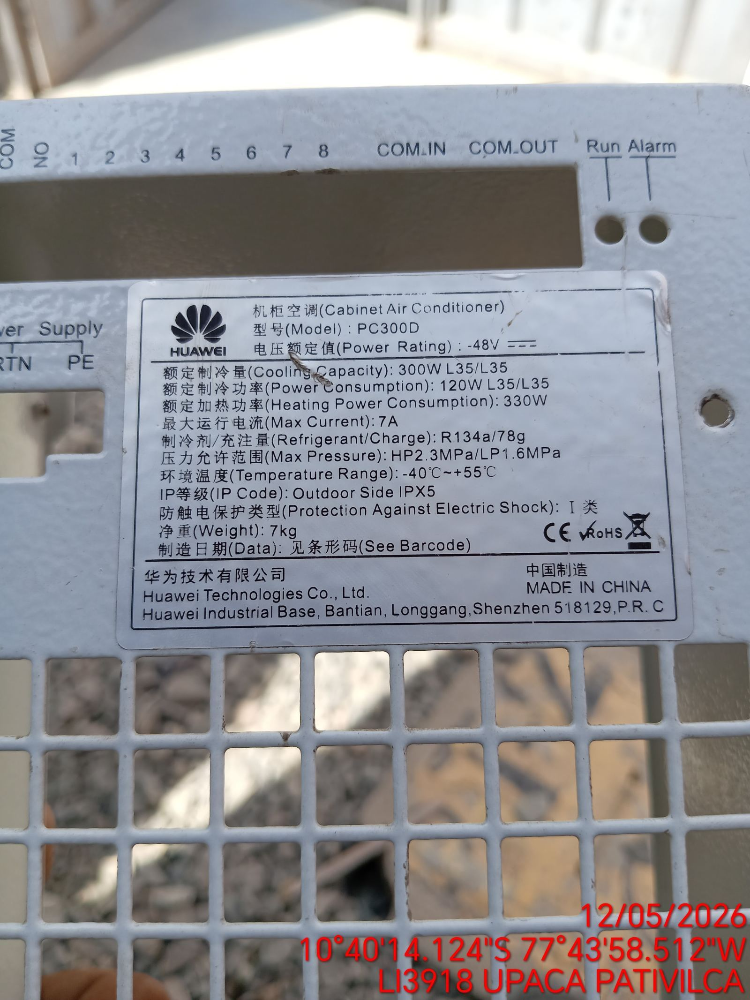 COM
NO
1 2 3 4 5 6 7 8 COM_IN COM_OUT Run Alarm
Supply
RTN PE
HUAWEI
机柜空调(Cabinet Air Conditioner)
型号(Model) : PC300D
电压额定值(Power Rating) : -48V
额定制冷量(Cooling Capacity): 300W L35/L35
额定制冷功率(Power Consumption): 120W L35/L35
额定加热功率(Heating Power Consumption): 330W
最大运行电流(Max Current): 7A
制冷剂/充注量(Refrigerant/Charge): R134a/78g
压力允许范围(Max Pressure): HP2.3MPa/LP1.6MPa
环境温度(Temperature Range): -40℃~+55℃
IP等级(IP Code): Outdoor Side IPX5
防触电保护类型(Protection Against Electric Shock): I 类
净重(Weight): 7kg
CE RoHS
制造日期(Data): 见条形码(See Barcode)
华为技术有限公司
中国制造
Huawei Technologies Co., Ltd.
MADE IN CHINA
Huawei Industrial Base, Bantian, Longgang, Shenzhen 518129, P.R. C
12/05/2026
10°40'14.124"S 77°43'58.512"W
LI3918 UPACA PATIVILCA